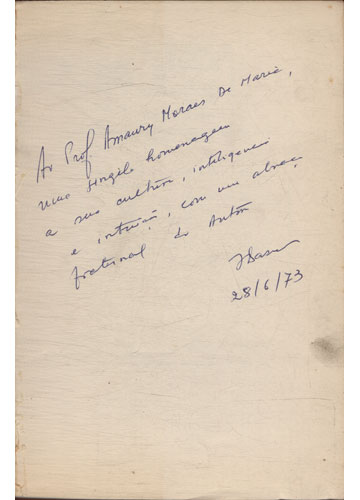 Ao Prof Amaury Moraes De Maria,
uma singela homenagem
a sua cultura, inteligencia
e intuição, com um abraço
fraternal do Autor
28/6/73